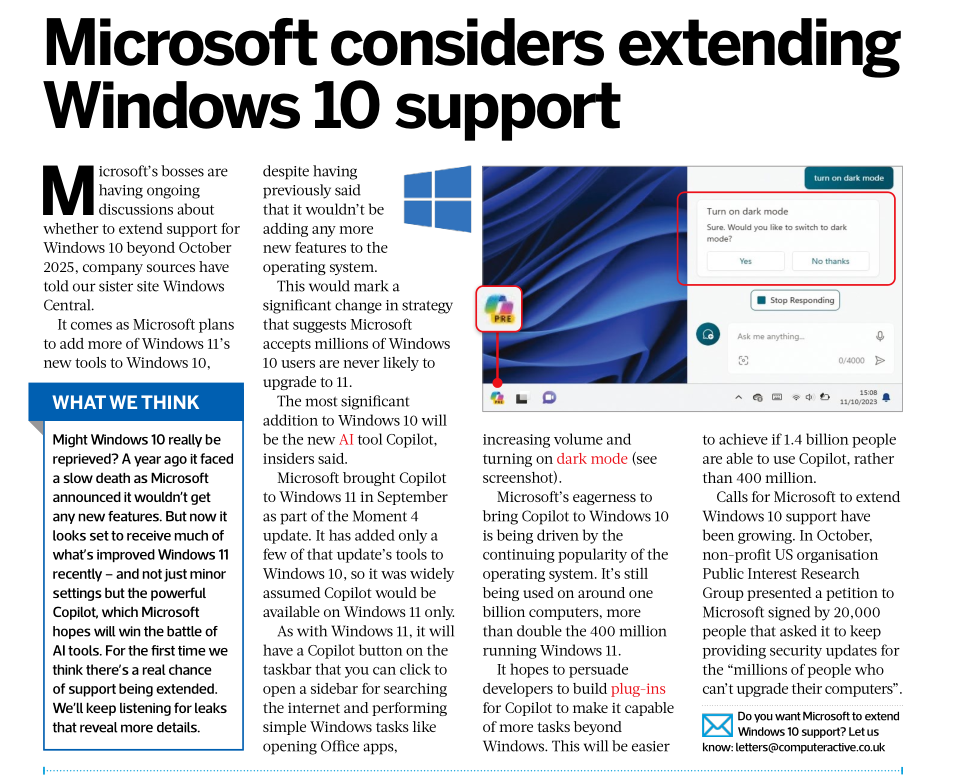 Microsoft considers extending
Windows 10 support
Microsoft's bosses are
having ongoing
discussions about
whether to extend support for
Windows 10 beyond October
2025, company sources have
told our sister site Windows
Central.
It comes as Microsoft plans
to add more of Windows 11's
new tools to Windows 10,
WHAT WE THINK
Might Windows 10 really be
reprieved? A year ago it faced
a slow death as Microsoft
announced it wouldn't get
any new features. But now it
looks set to receive much of
what's improved Windows 11
recently – and not just minor
settings but the powerful
Copilot, which Microsoft
hopes will win the battle of
AI tools. For the first time we
think there's a real chance
of support being extended.
We'll keep listening for leaks
that reveal more details.
despite having
previously said
that it wouldn't be
adding any more
new features to the
operating system.
This would mark a
significant change in strategy
that suggests Microsoft
accepts millions of Windows
10 users are never likely to
upgrade to 11.
The most significant
addition to Windows 10 will
be the new AI tool Copilot,
insiders said.
Microsoft brought Copilot
to Windows 11 in September
as part of the Moment 4
update. It has added only a
few of that update's tools to
Windows 10, so it was widely
assumed Copilot would be
available on Windows 11 only.
As with Windows 11, it will
have a Copilot button on the
taskbar that you can click to
open a sidebar for searching
the internet and performing
simple Windows tasks like
opening Office apps,
turn on dark mode
Turn on dark mode
Sure. Would you like to switch to dark
mode?
Yes
No thanks
Stop Responding
Ask me anything...
0/4000
PRE
PRE
15:08
11/10/2023
increasing volume and
turning on dark mode (see
screenshot).
Microsoft's eagerness to
bring Copilot to Windows 10
is being driven by the
continuing popularity of the
operating system. It's still
being used on around one
billion computers, more
than double the 400 million
running Windows 11.
It hopes to persuade
developers to build plug-ins
for Copilot to make it capable
of more tasks beyond
Windows. This will be easier
to achieve if 1.4 billion people
are able to use Copilot, rather
than 400 million.
Calls for Microsoft to extend
Windows 10 support have
been growing. In October,
non-profit US organisation
Public Interest Research
Group presented a petition to
Microsoft signed by 20,000
people that asked it to keep
providing security updates for
the “millions of people who
can't upgrade their computers”.
Do you want Microsoft to extend
Windows 10 support? Let us
know: letters@computeractive.co.uk